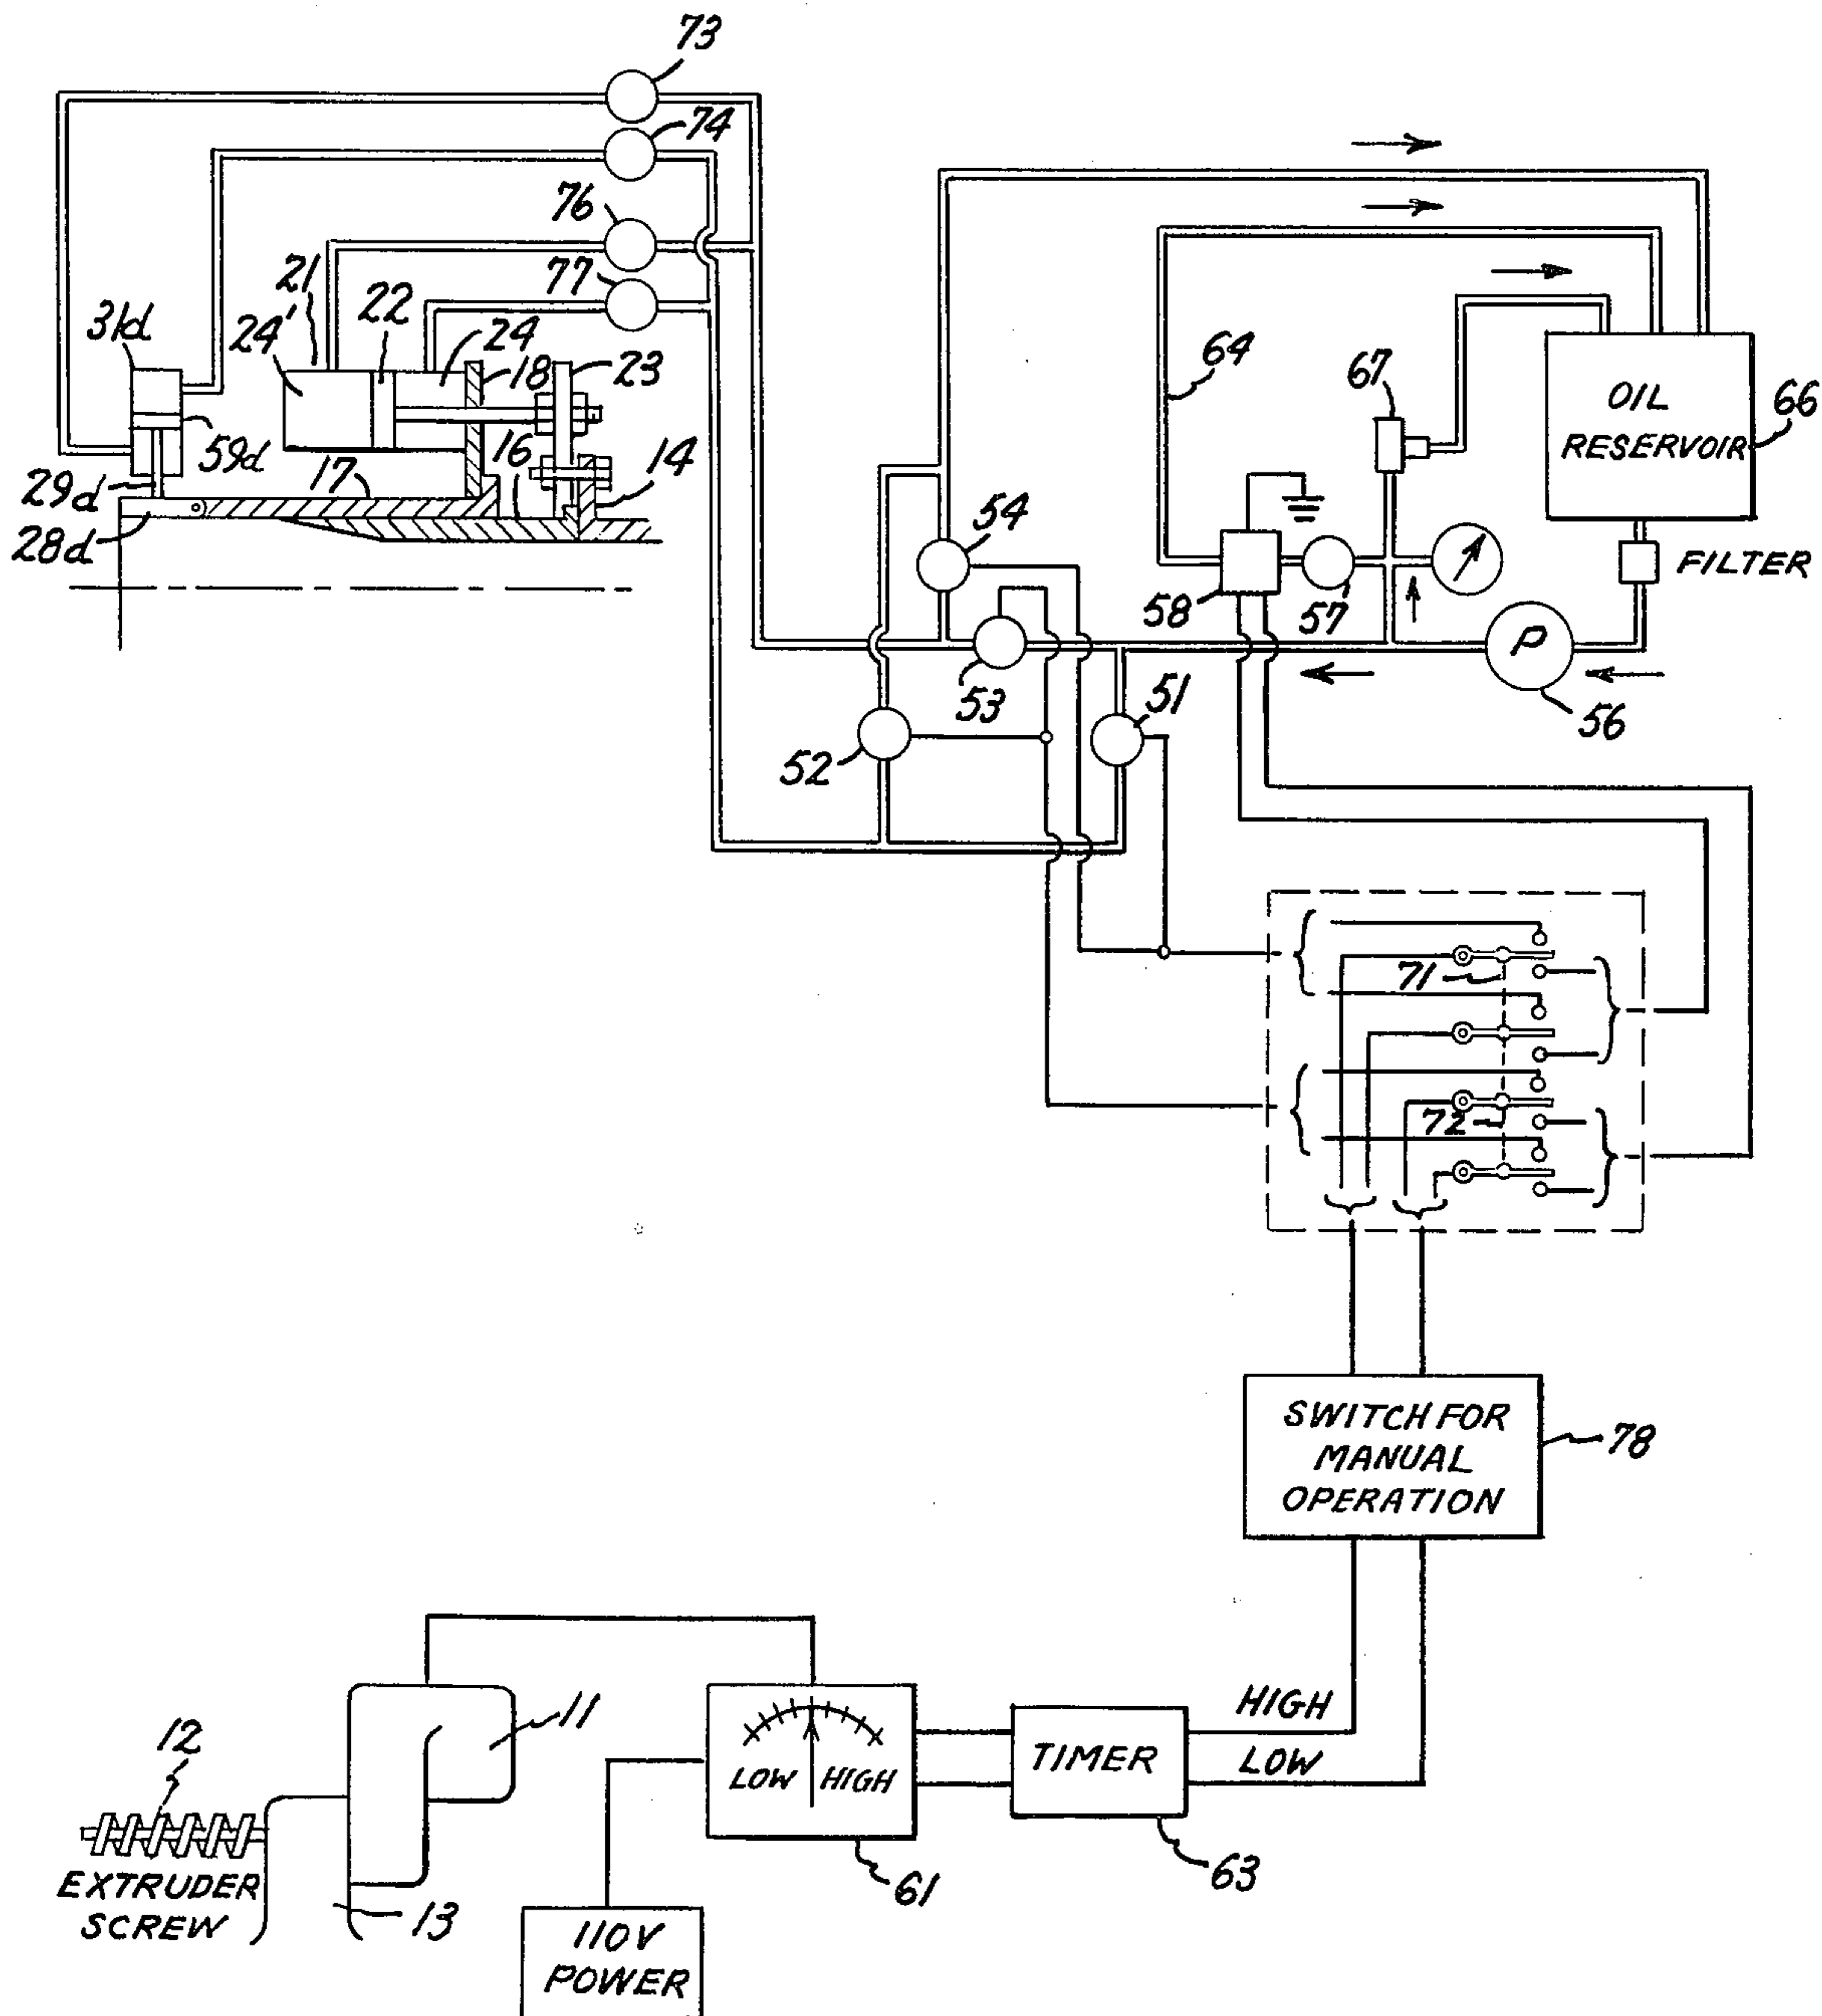 73
74
76
77
21
22
24'
24
18
23
31d
59d
29d
17
16
14
28d
64
67
OIL
RESERVOIR
66
54
58
57
FILTER
53
51
P
56
52
71
72
SWITCH FOR
MANUAL
OPERATION
78
11
12
EXTRUDER
SCREW
13
LOW
HIGH
61
TIMER
63
HIGH
LOW
110V
POWER